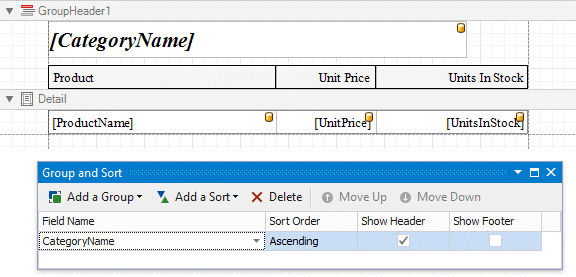 GroupHeader1
[CategoryName]
Product Unit Price Units In Stock
Detail
[ProductName] [UnitPrice] [UnitsInStock]
Group and Sort
Add a Group Add a Sort Delete Move Up Move Down
Field Name Sort Order Show Header Show Footer
CategoryName Ascending